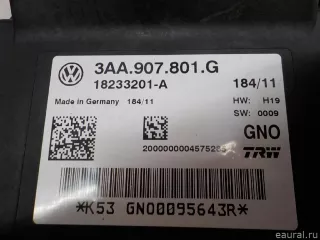 3AA.907.801.G
18233201-A 184/11
Made in Germany 184/11 HW: H19
SW: 0009
GNO
TRW
*K53 GNO0095643R*
eaural.ru